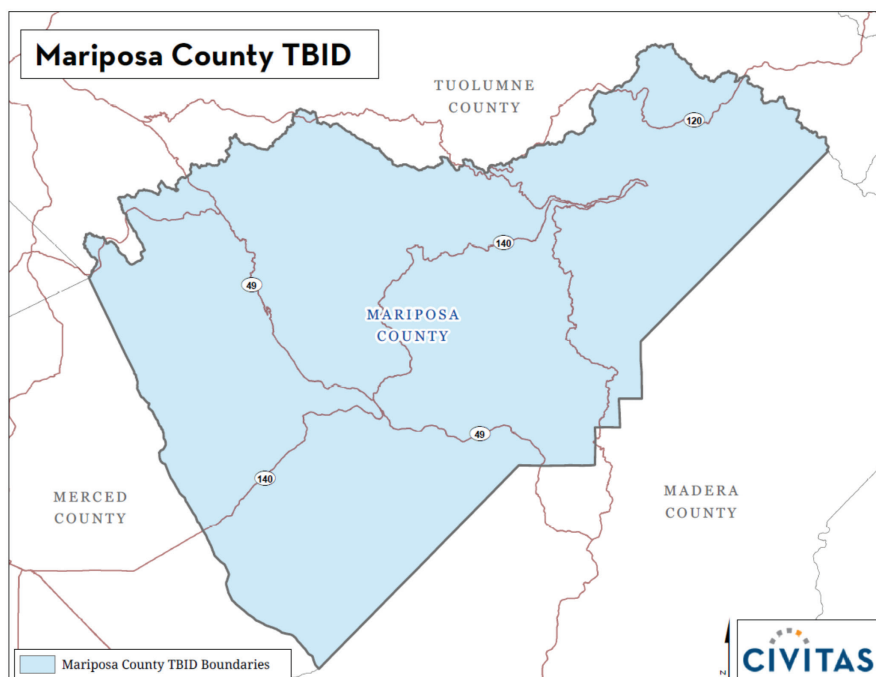 Mariposa County TBID
TUOLUMNE
COUNTY
120
140
49
MARIPOSA
COUNTY
49
140
MERCED
COUNTY
MADERA
COUNTY
Mariposa County TBID Boundaries
N
CIVITAS